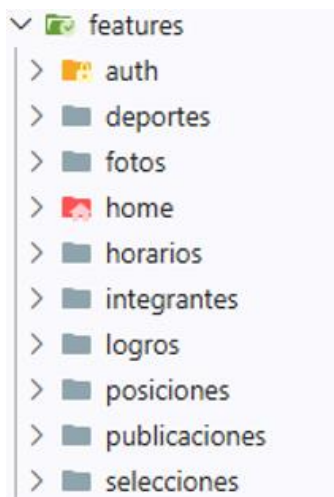 features
auth
deportes
fotos
home
horarios
integrantes
logros
posiciones
publicaciones
selecciones